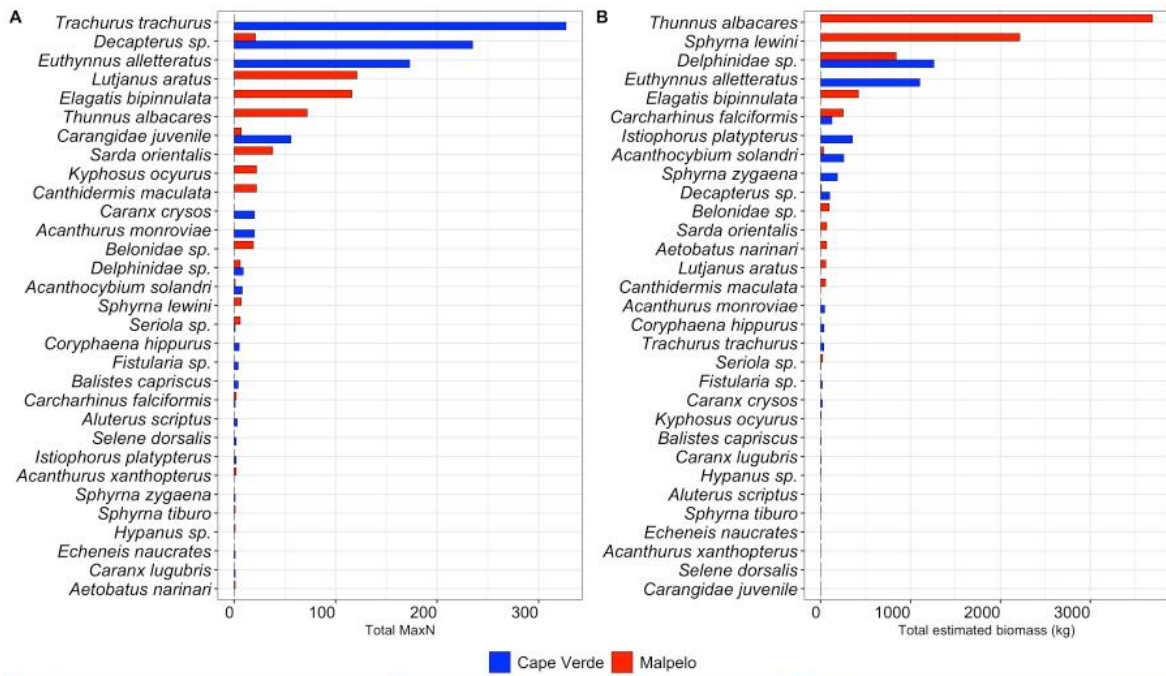 A
Trachurus trachurus
Decapterus sp.
Euthynnus alletteratus
Lutjanus aratus
Elagatis bipinnulata
Thunnus albacares
Carangidae juvenile
Sarda orientalis
Kyphosus ocyurus
Canthidermis maculata
Caranx crysos
Acanthurus monroviae
Belonidae sp.
Delphinidae sp.
Acanthocybium solandri
Sphyrna lewini
Seriola sp.
Coryphaena hippurus
Fistularia sp.
Balistes capriscus
Carcharhinus falciformis
Aluterus scriptus
Selene dorsalis
Istiophorus platypterus
Acanthurus xanthopterus
Sphyrna zygaena
Sphyrna tiburo
Hypanus sp.
Echeneis naucrates
Caranx lugubris
Aetobatus narinari
0 100 200 300
Total MaxN
B
Thunnus albacares
Sphyrna lewini
Delphinidae sp.
Euthynnus alletteratus
Elagatis bipinnulata
Carcharhinus falciformis
Istiophorus platypterus
Acanthocybium solandri
Sphyrna zygaena
Decapterus sp.
Belonidae sp.
Sarda orientalis
Aetobatus narinari
Lutjanus aratus
Canthidermis maculata
Acanthurus monroviae
Coryphaena hippurus
Trachurus trachurus
Seriola sp.
Fistularia sp.
Caranx crysos
Kyphosus ocyurus
Balistes capriscus
Caranx lugubris
Hypanus sp.
Aluterus scriptus
Sphyrna tiburo
Echeneis naucrates
Acanthurus xanthopterus
Selene dorsalis
Carangidae juvenile
0 1000 2000 3000
Total estimated biomass (kg)
Cape Verde Malpelo